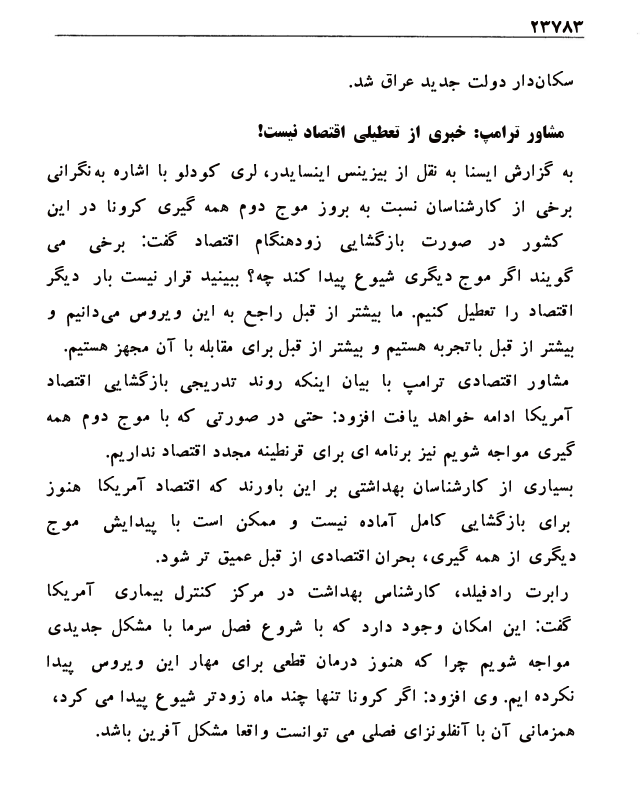 ۲۳۷۸۳
سکان‌دار دولت جدید عراق شد.
مشاور ترامپ: خبری از تعطیلی اقتصاد نیست!
به گزارش ایسنا به نقل از بیزینس اینسایدر، لری کودلو با اشاره به نگرانی
برخی از کارشناسان نسبت به بروز موج دوم همه گیری کرونا در این
کشور در صورت بازگشایی زودهنگام اقتصاد گفت: برخی می
گویند اگر موج دیگری شیوع پیدا کند چه؟ ببینید قرار نیست بار دیگر
اقتصاد را تعطیل کنیم. ما بیشتر از قبل راجع به این ویروس می‌دانیم و
بیشتر از قبل باتجربه هستیم و بیشتر از قبل برای مقابله با آن مجهز هستیم.
مشاور اقتصادی ترامپ با بیان اینکه روند تدریجی بازگشایی اقتصاد
آمریکا ادامه خواهد یافت افزود: حتی در صورتی که با موج دوم همه
گیری مواجه شویم نیز برنامه ای برای قرنطینه مجدد اقتصاد نداریم.
بسیاری از کارشناسان بهداشتی بر این باورند که اقتصاد آمریکا هنوز
برای بازگشایی کامل آماده نیست و ممکن است با پیدایش موج
دیگری از همه گیری، بحران اقتصادی از قبل عمیق تر شود.
رابرت رادفیلد، کارشناس بهداشت در مرکز کنترل بیماری آمریکا
گفت: این امکان وجود دارد که با شروع فصل سرما با مشکل جدیدی
مواجه شویم چرا که هنوز درمان قطعی برای مهار این ویروس پیدا
نکرده ایم. وی افزود: اگر کرونا تنها چند ماه زودتر شیوع پیدا می کرد،
همزمانی آن با آنفلونزای فصلی می توانست واقعا مشکل آفرین باشد.